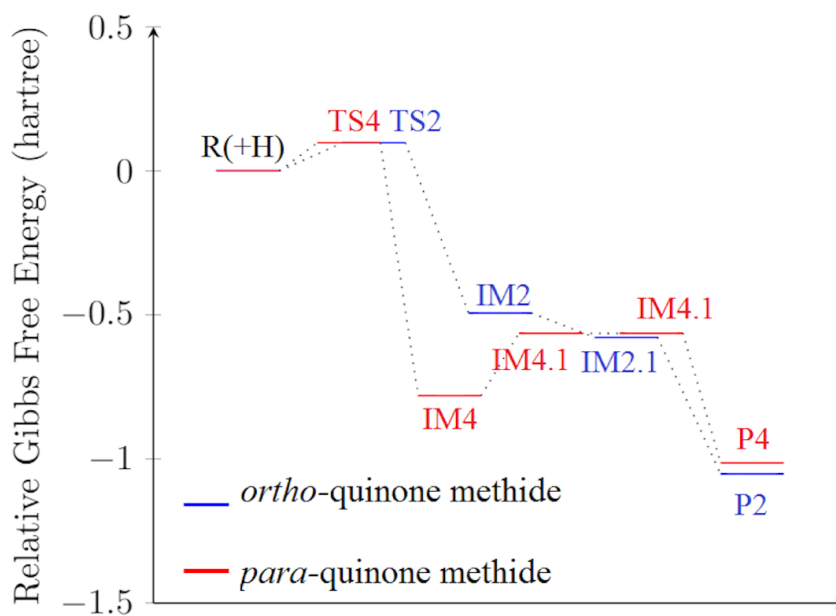 Relative Gibbs Free Energy (hartree)
0.5
0
−0.5
−1
−1.5
R(+H)
TS4 TS2
IM2
IM4.1
IM4.1 IM2.1
IM4
P4
P2
ortho-quinone methide
para-quinone methide